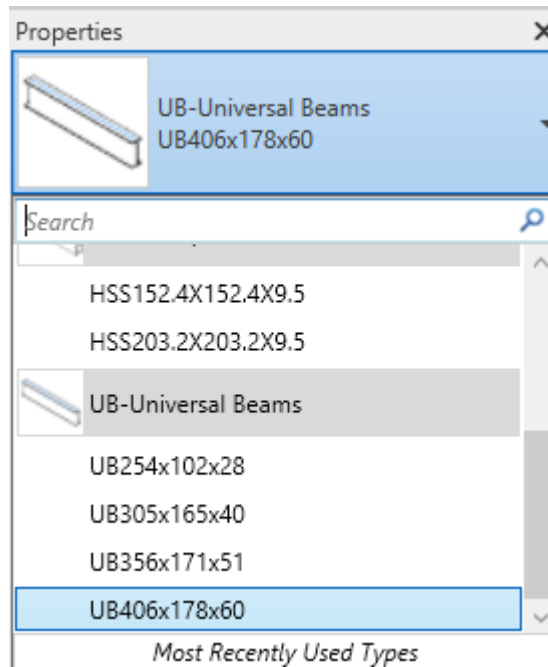 Properties
UB-Universal Beams
UB406x178x60
Search
HSS152.4X152.4X9.5
HSS203.2X203.2X9.5
UB-Universal Beams
UB254x102x28
UB305x165x40
UB356x171x51
UB406x178x60
Most Recently Used Types